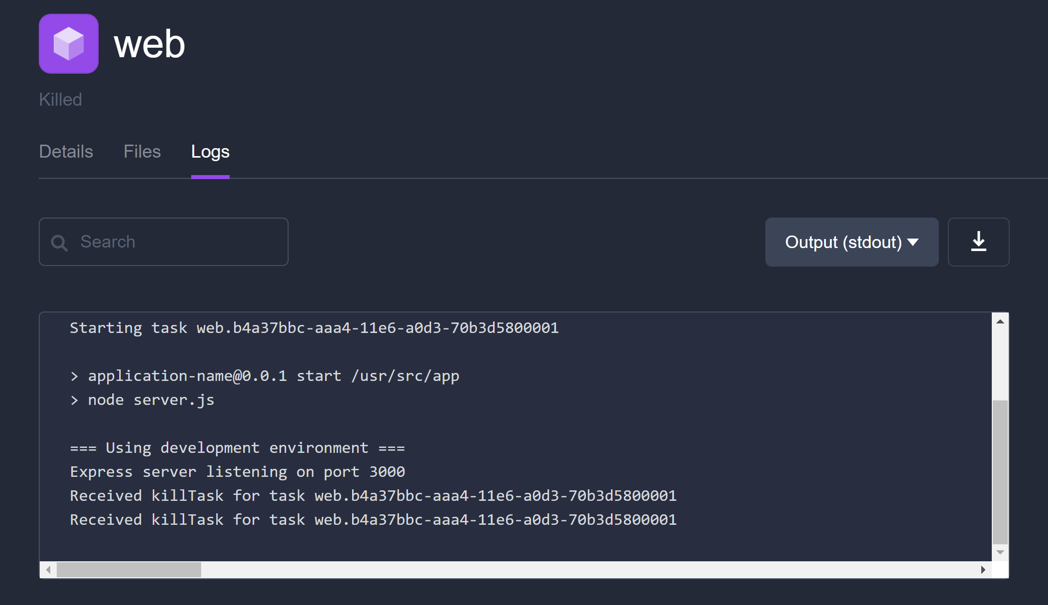 web
Killed
Details Files Logs
Search Output (stdout)
Starting task web.b4a37bbc-aaa4-11e6-a0d3-70b3d5800001
> application-name@0.0.1 start /usr/src/app
> node server.js
=== Using development environment ===
Express server listening on port 3000
Received killTask for task web.b4a37bbc-aaa4-11e6-a0d3-70b3d5800001
Received killTask for task web.b4a37bbc-aaa4-11e6-a0d3-70b3d5800001